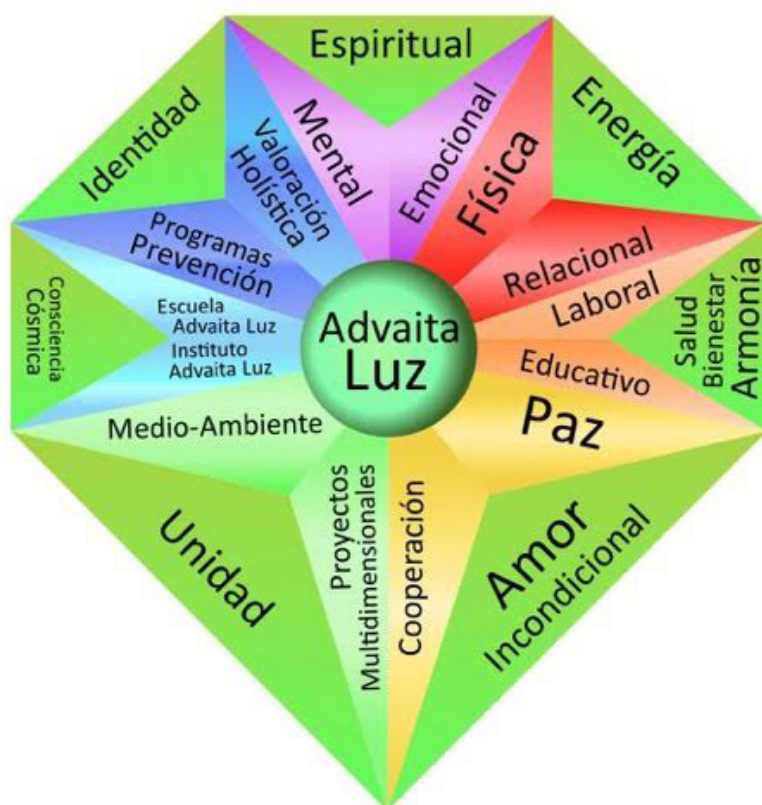 Espiritual
Energía
Salud
Bienestar
Armonía
Amor
Incondicional
Unidad
Consciencia
Cósmica
Identidad
Mental
Emocional
Física
Relacional
Laboral
Educativo
Paz
Cooperación
Proyectos
Multidimensionales
Medio-Ambiente
Instituto
Advaita Luz
Escuela
Advaita Luz
Programas
Prevención
Valoración
Holística
Advaita
Luz